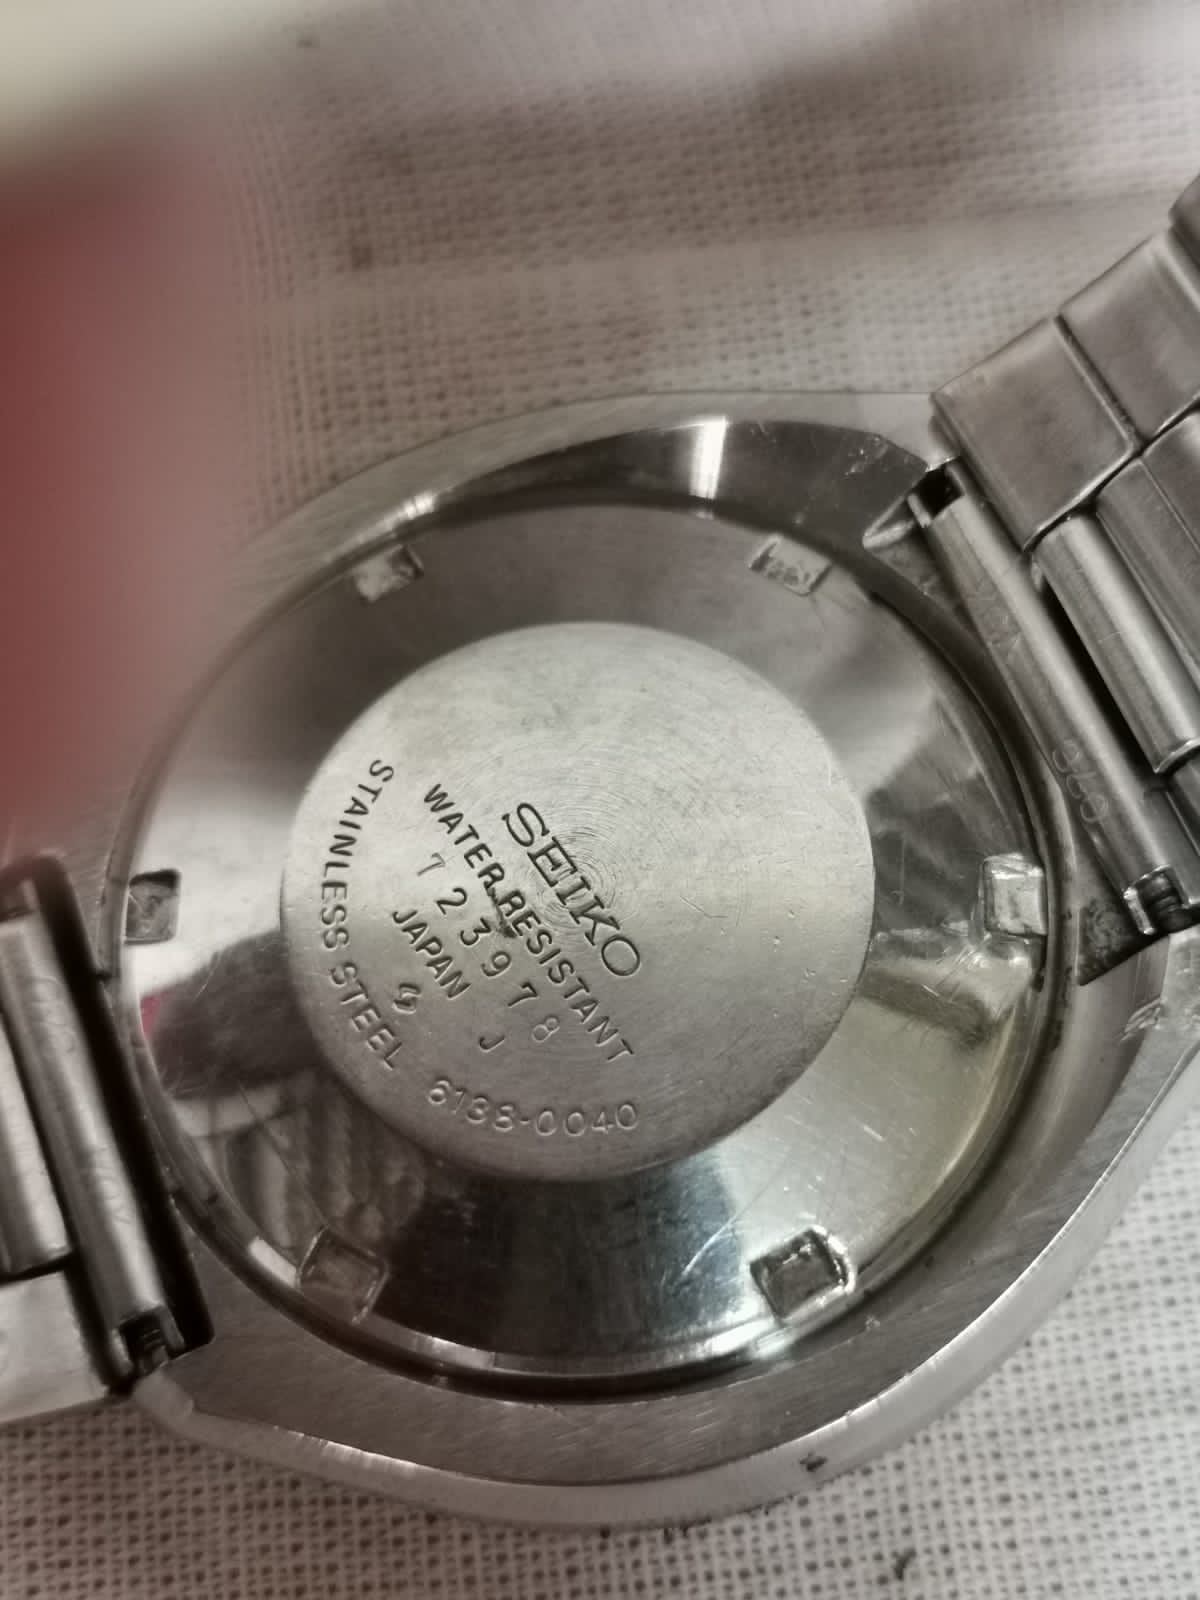 SEIKO
WATER RESISTANT
723978
JAPAN J
STAINLESS STEEL 6138-0040